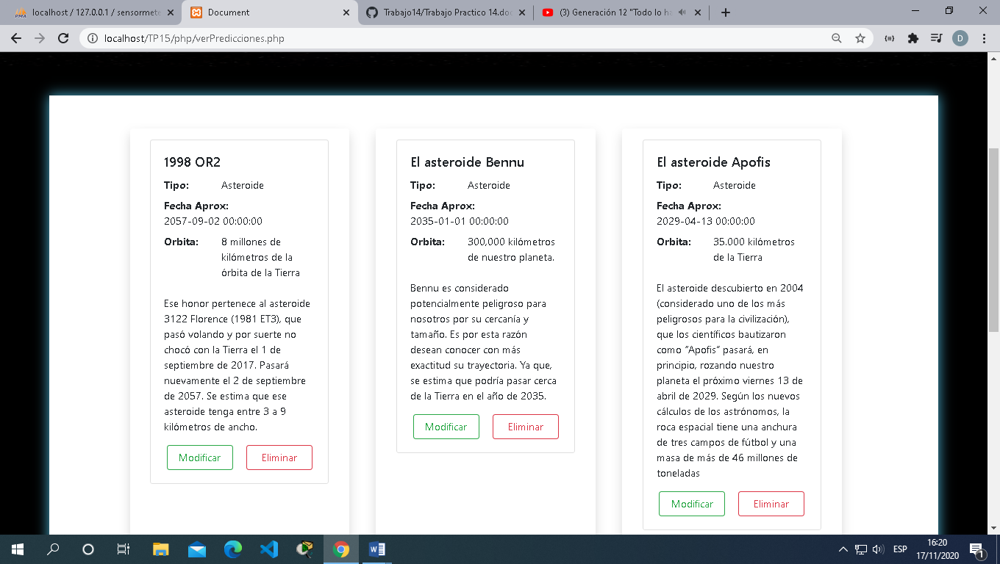 localhost / 127.0.0.1 / sensormete
Document
Trabajo14/Trabajo Practico 14.doc
(3) Generación 12 "Todo lo ha
localhost/TP15/php/verPredicciones.php
D
1998 OR2
Tipo: Asteroide
Fecha Aprox:
2057-09-02 00:00:00
Orbita: 8 millones de
kilómetros de la
órbita de la Tierra
Ese honor pertenece al asteroide
3122 Florence (1981 ET3), que
pasó volando y por suerte no
chocó con la Tierra el 1 de
septiembre de 2017. Pasará
nuevamente el 2 de septiembre
de 2057. Se estima que ese
asteroide tenga entre 3 a 9
kilómetros de ancho.
Modificar Eliminar
El asteroide Bennu
Tipo: Asteroide
Fecha Aprox:
2035-01-01 00:00:00
Orbita: 300,000 kilómetros
de nuestro planeta.
Bennu es considerado
potencialmente peligroso para
nosotros por su cercanía y
tamaño. Es por esta razón
desean conocer con más
exactitud su trayectoria. Ya que,
se estima que podría pasar cerca
de la Tierra en el año de 2035.
Modificar Eliminar
El asteroide Apofis
Tipo: Asteroide
Fecha Aprox:
2029-04-13 00:00:00
Orbita: 35.000 kilómetros
de la Tierra
El asteroide descubierto en 2004
(considerado uno de los más
peligrosos para la civilización),
que los científicos bautizaron
como “Apofis” pasará, en
principio, rozando nuestro
planeta el próximo viernes 13 de
abril de 2029. Según los nuevos
cálculos de los astrónomos, la
roca espacial tiene una anchura
de tres campos de fútbol y una
masa de más de 46 millones de
toneladas
Modificar Eliminar
ESP
16:20
17/11/2020
1